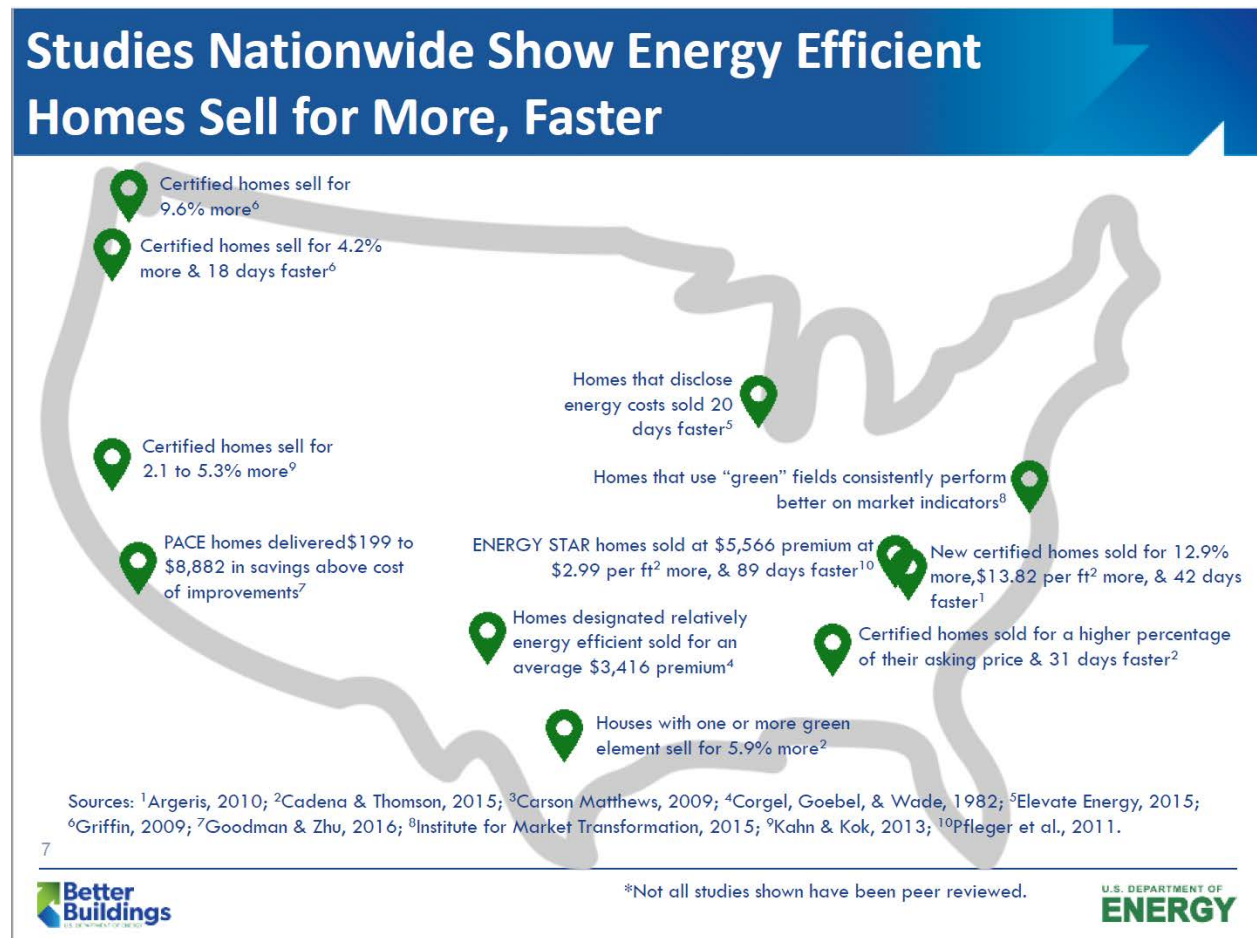 Studies Nationwide Show Energy Efficient
Homes Sell for More, Faster
Certified homes sell for
9.6% more⁶
Certified homes sell for 4.2%
more & 18 days faster⁶
Homes that disclose
energy costs sold 20
days faster⁵
Certified homes sell for
2.1 to 5.3% more⁹
Homes that use “green” fields consistently perform
better on market indicators⁸
PACE homes delivered$199 to
$8,882 in savings above cost
of improvements⁷
ENERGY STAR homes sold at $5,566 premium at
$2.99 per ft² more, & 89 days faster¹⁰
New certified homes sold for 12.9%
more,$13.82 per ft² more, & 42 days
faster¹
Homes designated relatively
energy efficient sold for an
average $3,416 premium⁴
Certified homes sold for a higher percentage
of their asking price & 31 days faster²
Houses with one or more green
element sell for 5.9% more²
Sources: ¹Argeris, 2010; ²Cadena & Thomson, 2015; ³Carson Matthews, 2009; ⁴Corgel, Goebel, & Wade, 1982; ⁵Elevate Energy, 2015;
⁶Griffin, 2009; ⁷Goodman & Zhu, 2016; ⁸Institute for Market Transformation, 2015; ⁹Kahn & Kok, 2013; ¹⁰Pfleger et al., 2011.
7
Better
Buildings
U.S. DEPARTMENT OF ENERGY
*Not all studies shown have been peer reviewed.
U.S. DEPARTMENT OF
ENERGY